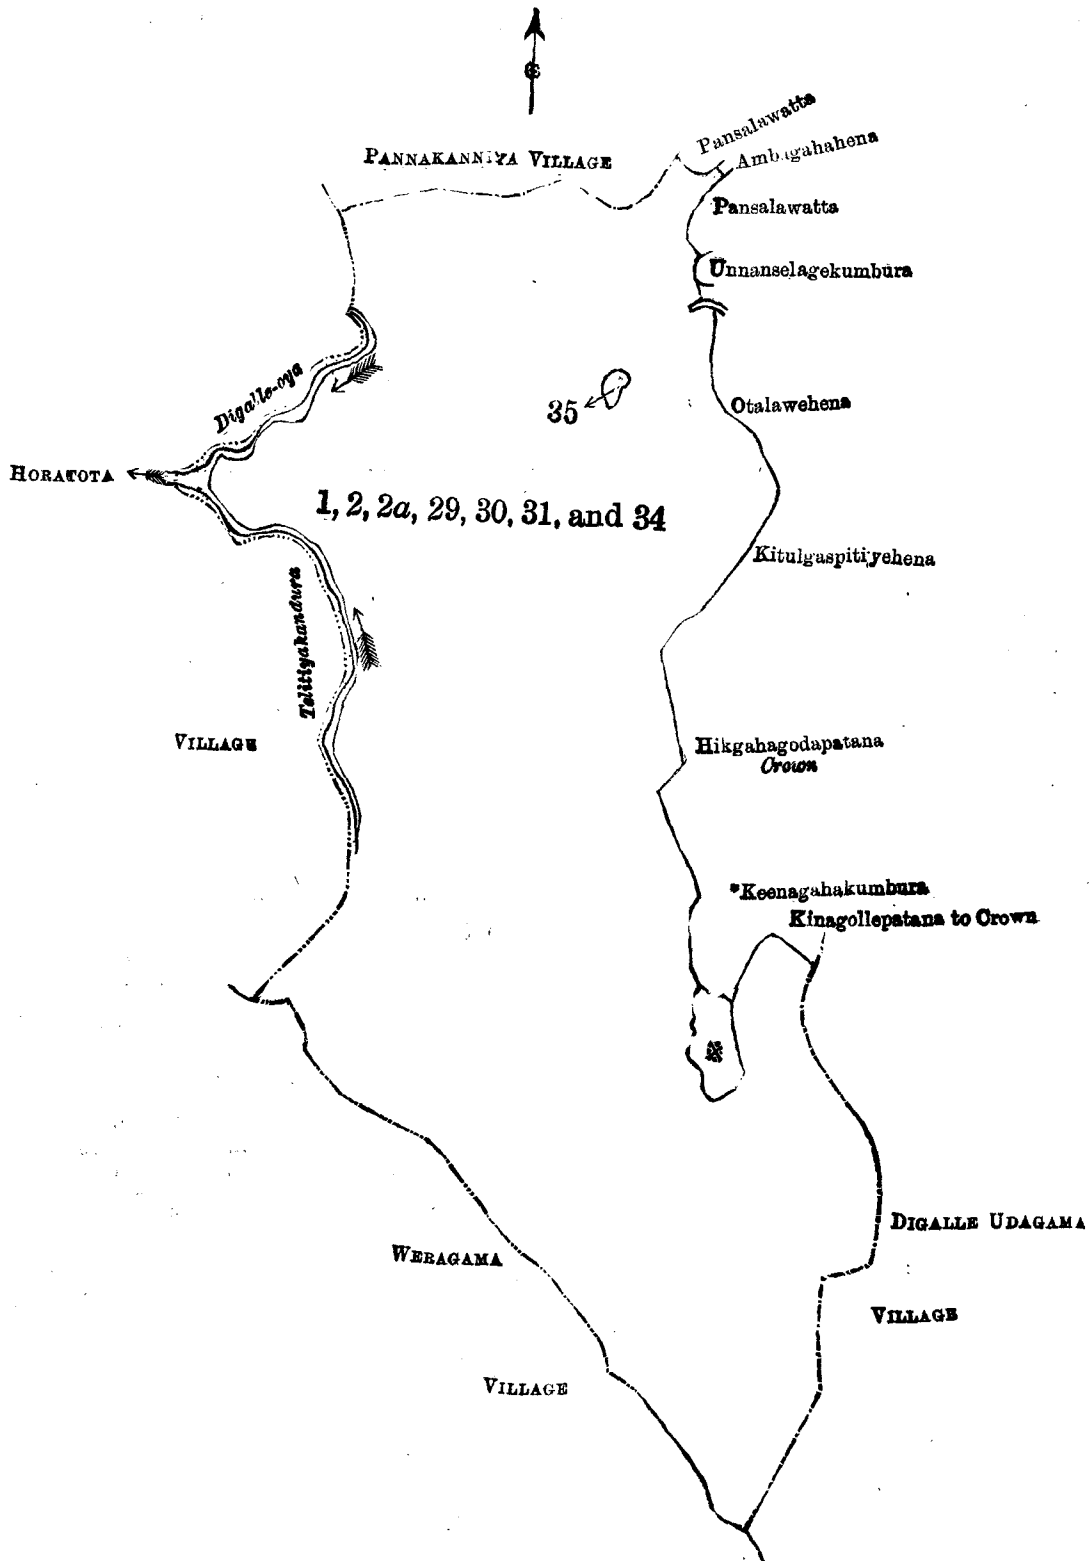 Pansalawatta
PANNAKANNIYA VILLAGE
Ambagahahena
Pansalawatta
Unnanselagekumbura
Digalle-oya
35
Otalawehena
HORATOTA
1, 2, 2a, 29, 30, 31, and 34
Kitulgaspitiyehena
Telitiyakandura
VILLAGE
Hikgahagodapatana
Crown
*Keenagahakumbura
Kinagollepatana to Crown
DIGALLE UDAGAMA
WERAGAMA
VILLAGE
VILLAGE